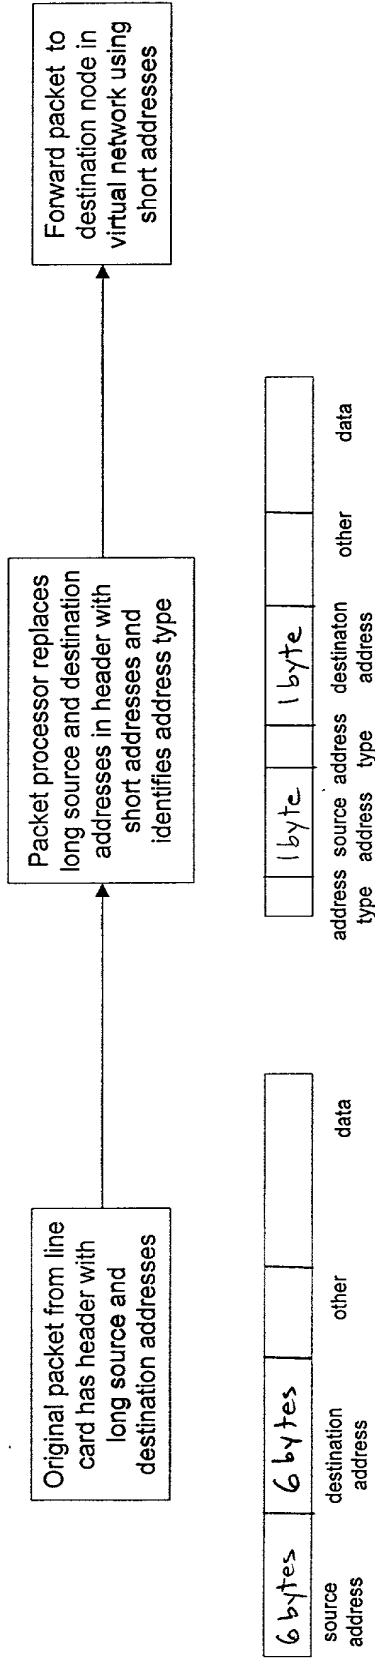 Original packet from line
card has header with
long source and
destination addresses
Packet processor replaces
long source and destination
addresses in header with
short addresses and
identifies address type
Forward packet to
destination node in
virtual network using
short addresses
6 bytes 6 bytes
source address destination address other data
1 byte 1 byte
address type source address address type destinaton address other data